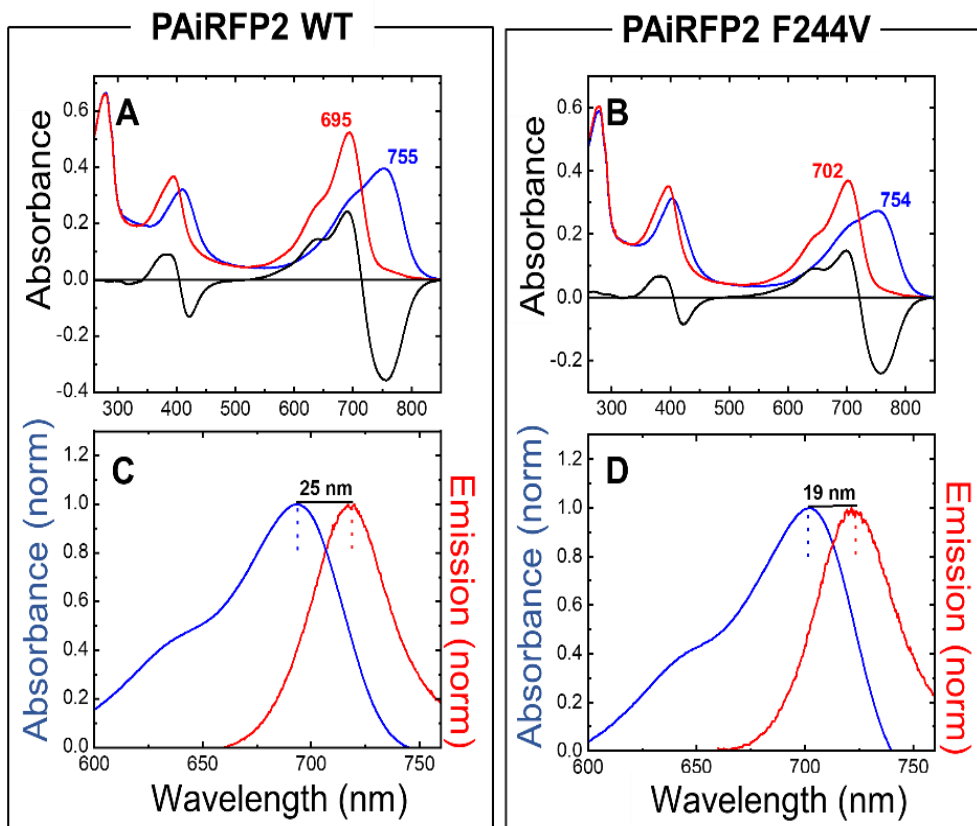 PAiRFP2 WT
A
695
755
Absorbance
0.6
0.4
0.2
0.0
-0.2
-0.4
300 400 500 600 700 800
C
25 nm
Absorbance (norm)
Emission (norm)
1.2
1.0
0.8
0.6
0.4
0.2
0.0
600 650 700 750
Wavelength (nm)
PAiRFP2 F244V
B
702
754
Absorbance
0.6
0.4
0.2
0.0
-0.2
300 400 500 600 700 800
D
19 nm
Absorbance (norm)
Emission (norm)
1.2
1.0
0.8
0.6
0.4
0.2
0.0
600 650 700 750
Wavelength (nm)